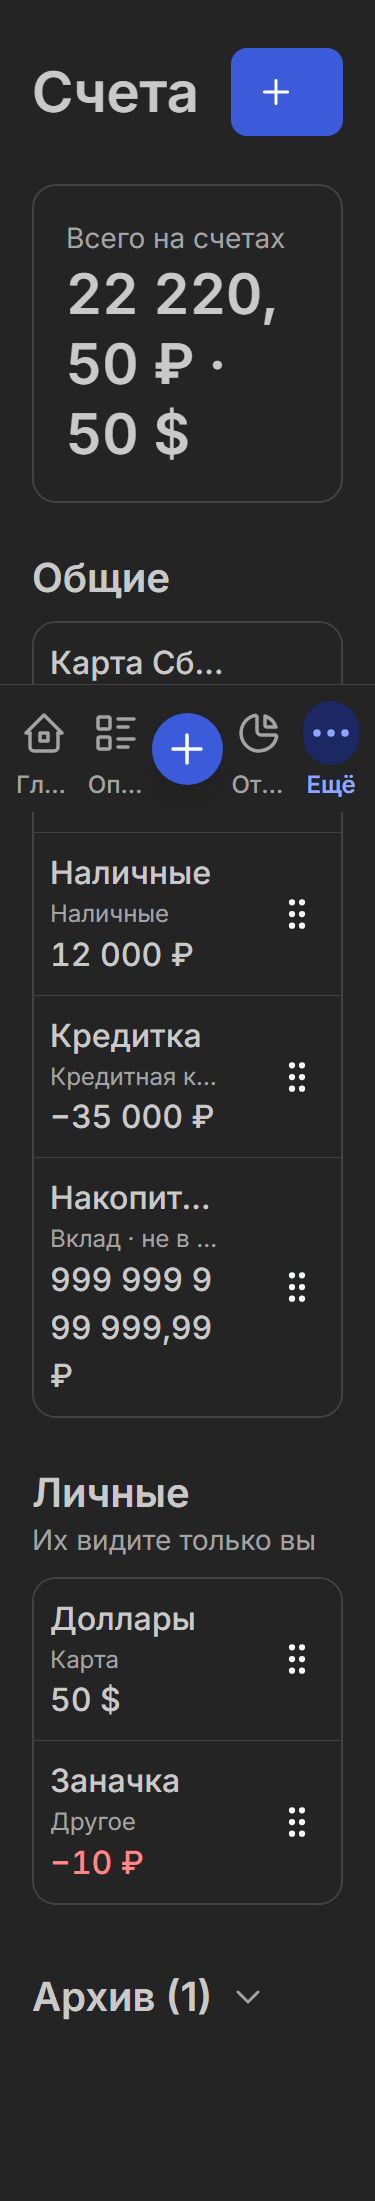 Счета
Всего на счетах
22 220,
50 ₽ ·
50 $
Общие
Карта Сб...
Гл...
Оп...
От...
Ещё
Наличные
Наличные
12 000 ₽
Кредитка
Кредитная к...
−35 000 ₽
Накопит...
Вклад · не в ...
999 999 9
99 999,99
₽
Личные
Их видите только вы
Доллары
Карта
50 $
Заначка
Другое
−10 ₽
Архив (1)